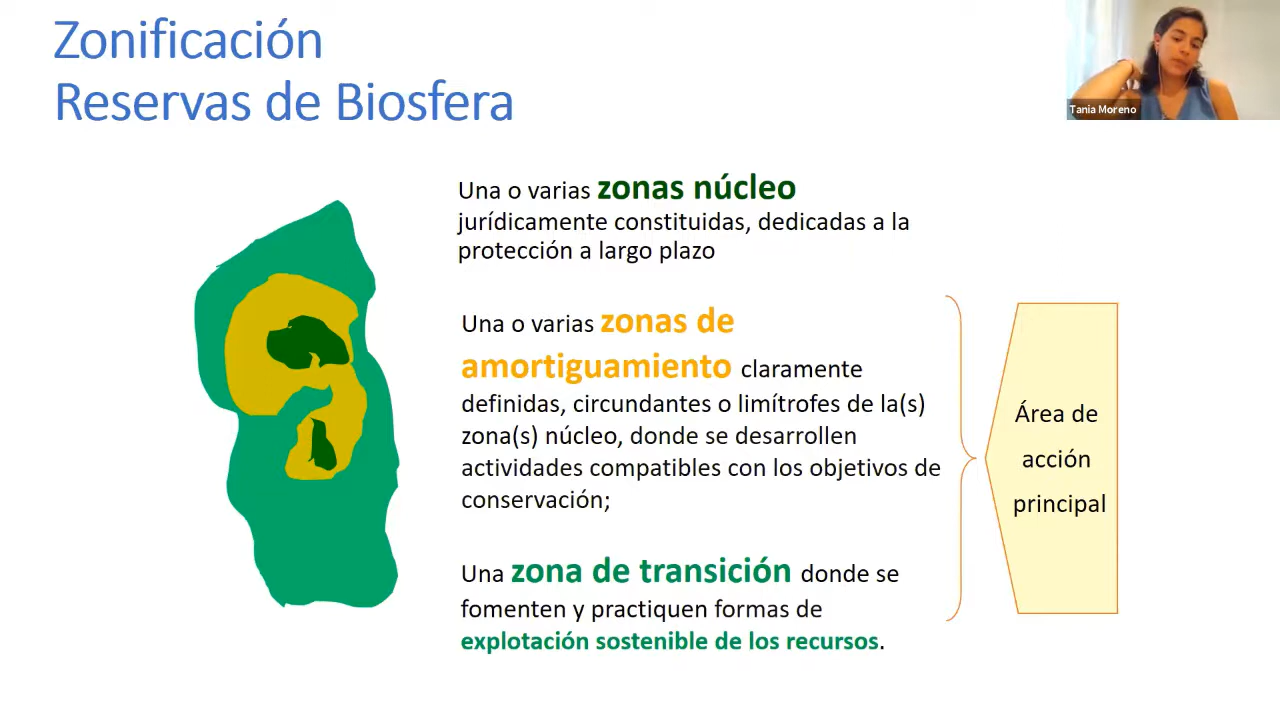 Zonificación
Reservas de Biosfera
Tania Moreno
Una o varias zonas núcleo
jurídicamente constituidas, dedicadas a la
protección a largo plazo
Una o varias zonas de
amortiguamiento claramente
definidas, circundantes o limítrofes de la(s)
zona(s) núcleo, donde se desarrollen
actividades compatibles con los objetivos de
conservación;
Área de
acción
principal
Una zona de transición donde se
fomenten y practiquen formas de
explotación sostenible de los recursos.